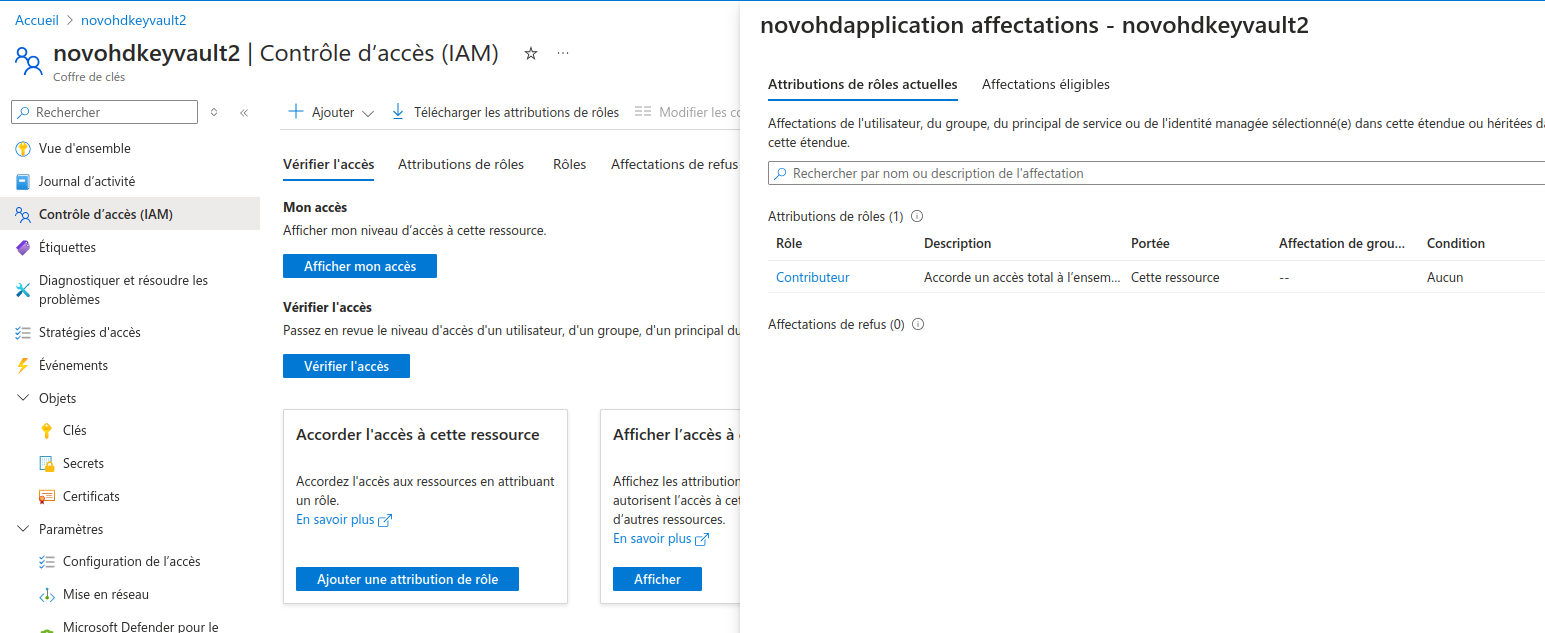 Accueil > novohdkeyvault2
novohdkeyvault2 | Contrôle d’accès (IAM)
Coffre de clés
Rechercher
Vue d'ensemble
Journal d’activité
Contrôle d’accès (IAM)
Étiquettes
Diagnostiquer et résoudre les
problèmes
Stratégies d'accès
Événements
Objets
Clés
Secrets
Certificats
Paramètres
Configuration de l’accès
Mise en réseau
Microsoft Defender pour le
Ajouter
Télécharger les attributions de rôles
Modifier les co
Vérifier l'accès
Attributions de rôles
Rôles
Affectations de refus
Mon accès
Afficher mon niveau d’accès à cette ressource.
Afficher mon accès
Vérifier l'accès
Passez en revue le niveau d'accès d'un utilisateur, d'un groupe, d'un principal du
Vérifier l'accès
Accorder l'accès à cette ressource
Accordez l'accès aux ressources en attribuant
un rôle.
En savoir plus
Ajouter une attribution de rôle
Afficher l’accès à
Affichez les attribution
autorisent l’accès à cet
d’autres ressources.
En savoir plus
Afficher
novohdapplication affectations - novohdkeyvault2
Attributions de rôles actuelles
Affectations éligibles
Affectations de l'utilisateur, du groupe, du principal de service ou de l'identité managée sélectionné(e) dans cette étendue ou héritées da
cette étendue.
Rechercher par nom ou description de l'affectation
Attributions de rôles (1)
Rôle Description Portée Affectation de grou... Condition
Contributeur Accorde un accès total à l’ensem... Cette ressource -- Aucun
Affectations de refus (0)